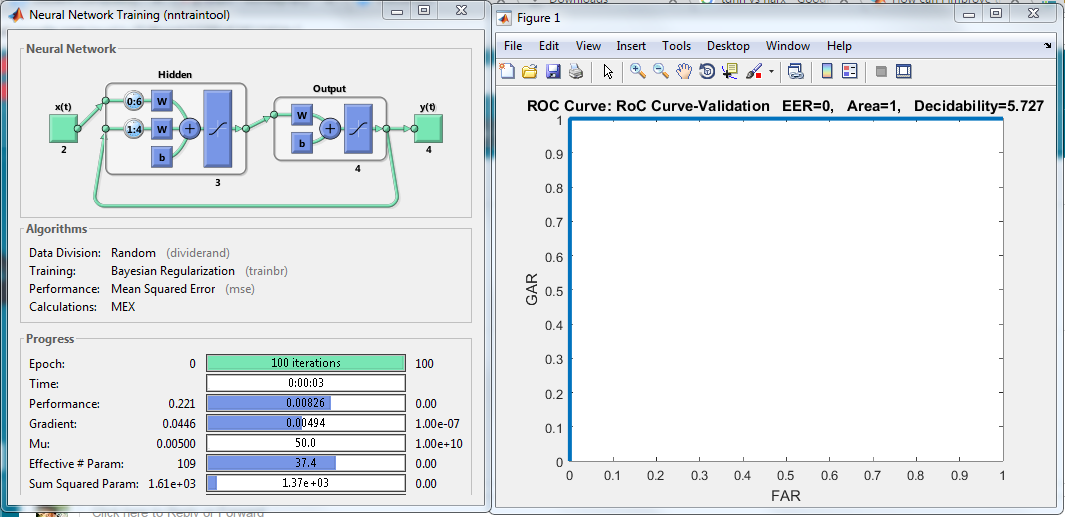 Neural Network Training (nntraintool)
Neural Network
Hidden
Output
x(t)
0:6
W
1:4
W
b
W
b
y(t)
2
3
4
4
Algorithms
Data Division: Random (dividerand)
Training: Bayesian Regularization (trainbr)
Performance: Mean Squared Error (mse)
Calculations: MEX
Progress
Epoch: 0 100 iterations 100
Time: 0:00:03
Performance: 0.221 0.00826 0.00
Gradient: 0.0446 0.00494 1.00e-07
Mu: 0.00500 50.0 1.00e+10
Effective # Param: 109 37.4 0.00
Sum Squared Param: 1.61e+03 1.37e+03 0.00
Click here to Reply or Forward
Downloads
Figure 1
File Edit View Insert Tools Desktop Window Help
ROC Curve: RoC Curve-Validation EER=0, Area=1, Decidability=5.727
1
0.9
0.8
0.7
0.6
0.5
0.4
0.3
0.2
0.1
0
GAR
0 0.1 0.2 0.3 0.4 0.5 0.6 0.7 0.8 0.9 1
FAR